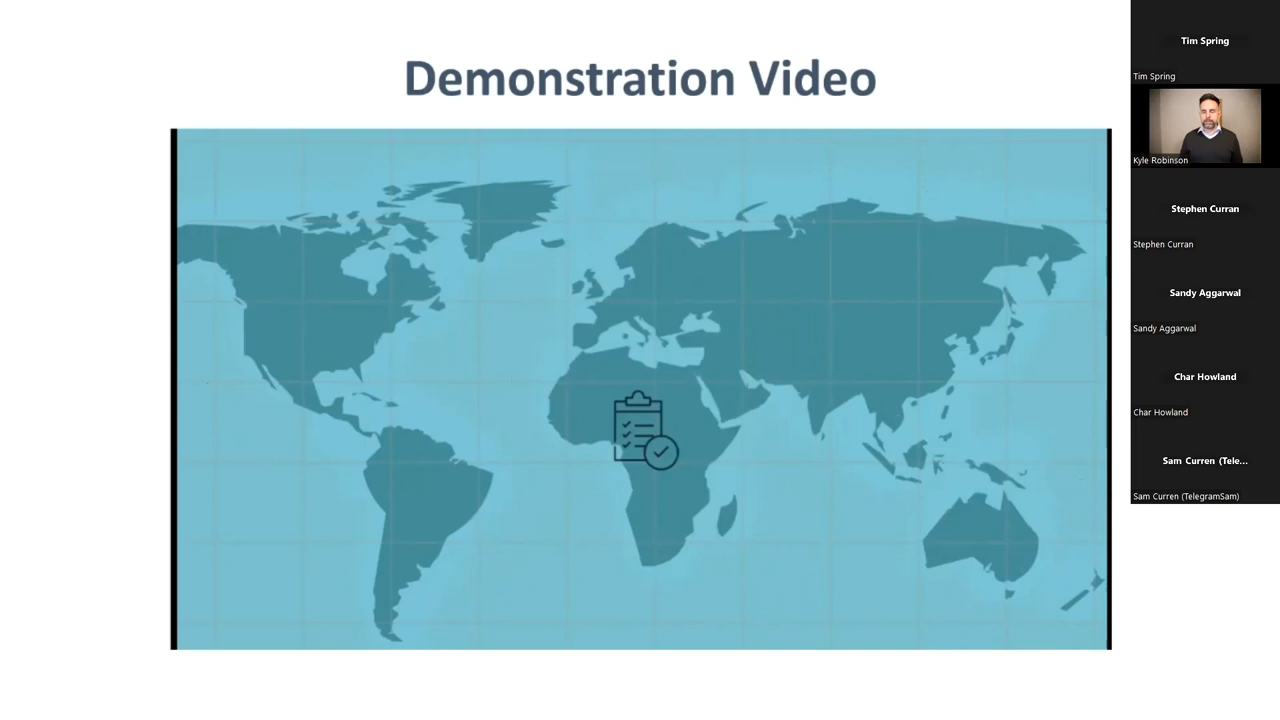 Demonstration Video
Tim Spring
Tim Spring
Kyle Robinson
Stephen Curran
Stephen Curran
Sandy Aggarwal
Sandy Aggarwal
Char Howland
Char Howland
Sam Curren (Tele...
Sam Curren (TelegramSam)